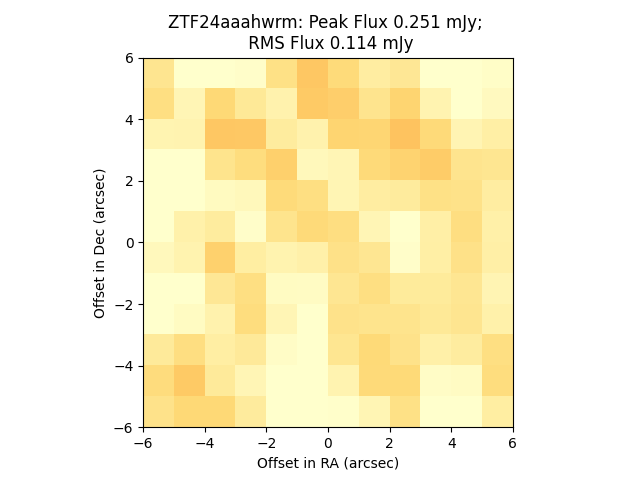 ZTF24aaahwrm: Peak Flux 0.251 mJy;
RMS Flux 0.114 mJy
6
4
2
0
−2
−4
−6
Offset in Dec (arcsec)
−6 −4 −2 0 2 4 6
Offset in RA (arcsec)